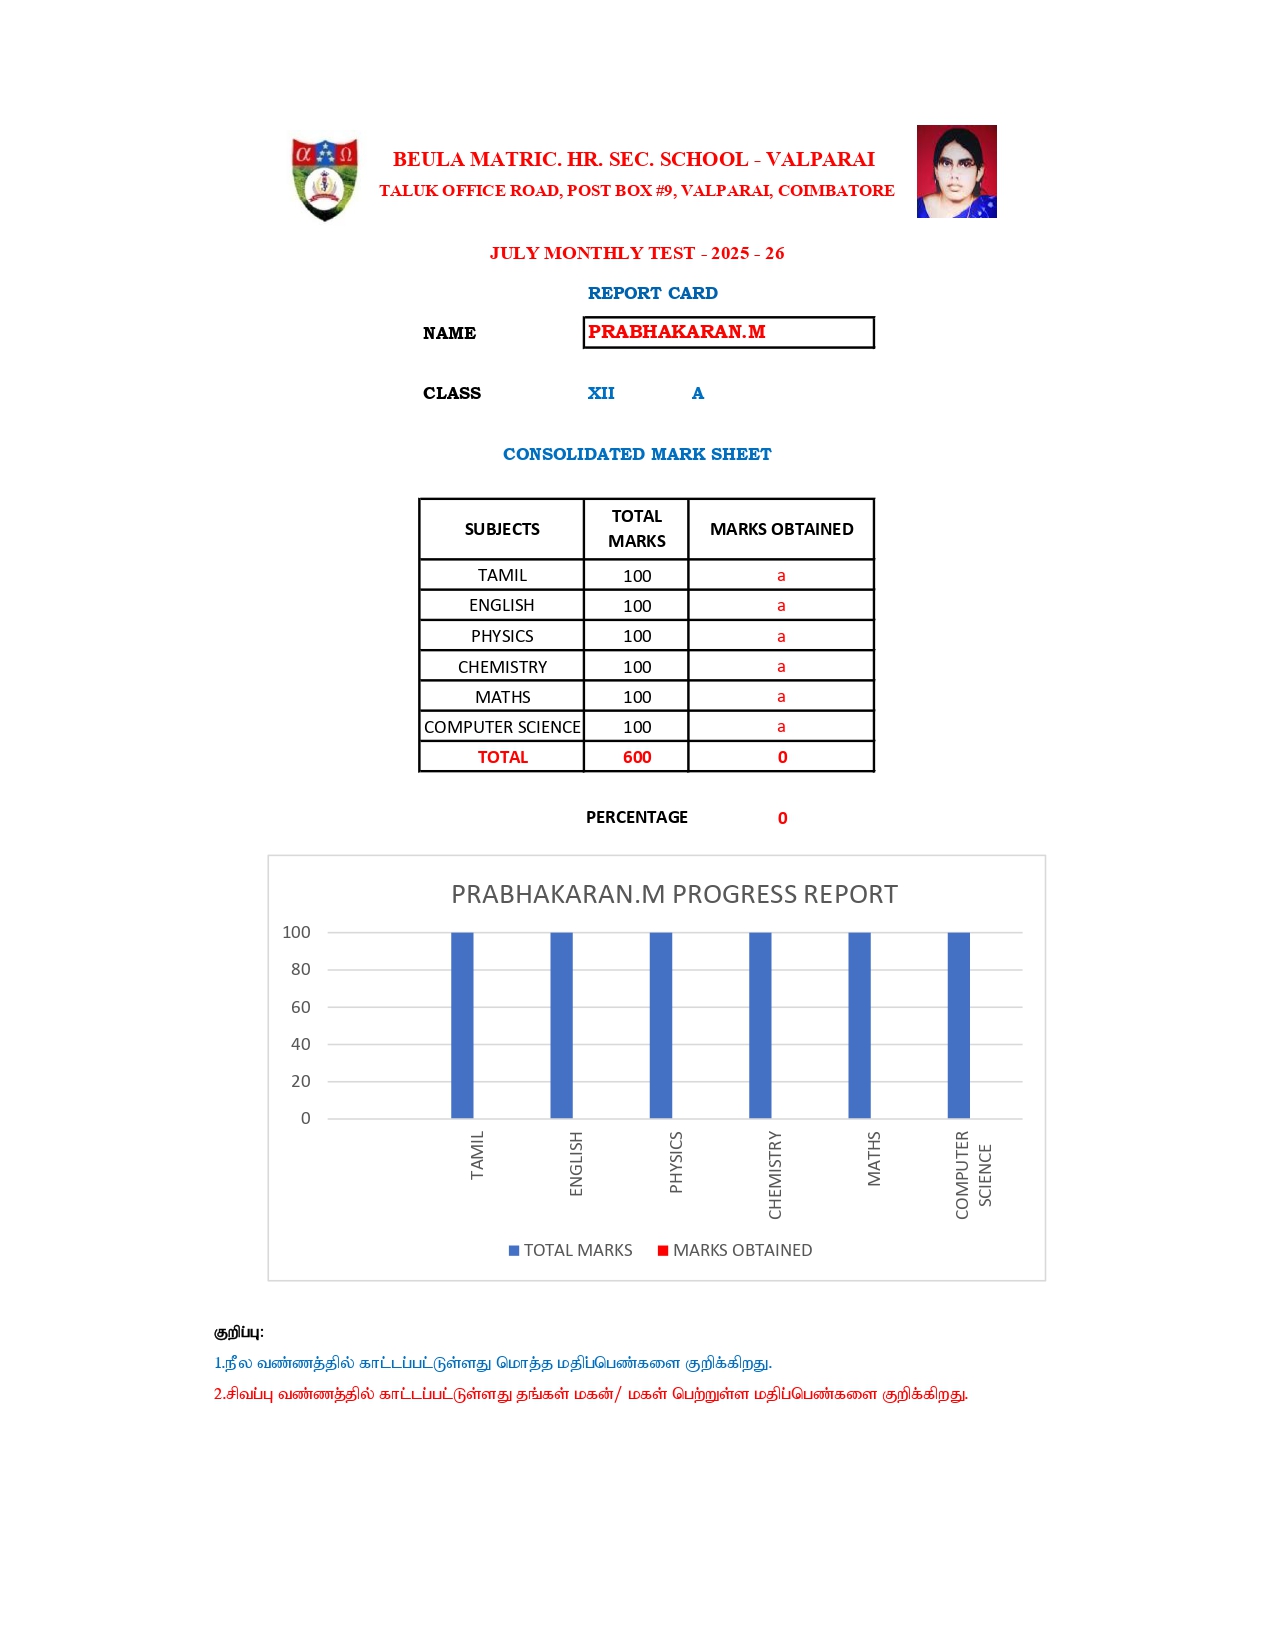 α Ω
BEULA MATRIC. HR. SEC. SCHOOL - VALPARAI
TALUK OFFICE ROAD, POST BOX #9, VALPARAI, COIMBATORE
JULY MONTHLY TEST - 2025 - 26
REPORT CARD
NAME PRABHAKARAN.M
CLASS XII A
CONSOLIDATED MARK SHEET
SUBJECTS TOTAL MARKS MARKS OBTAINED
TAMIL 100 a
ENGLISH 100 a
PHYSICS 100 a
CHEMISTRY 100 a
MATHS 100 a
COMPUTER SCIENCE 100 a
TOTAL 600 0
PERCENTAGE 0
PRABHAKARAN.M PROGRESS REPORT
100
80
60
40
20
0
TAMIL ENGLISH PHYSICS CHEMISTRY MATHS COMPUTER SCIENCE
TOTAL MARKS MARKS OBTAINED
குறிப்பு:
1.நீல வண்ணத்தில் காட்டப்பட்டுள்ளது மொத்த மதிப்பெண்களை குறிக்கிறது.
2.சிவப்பு வண்ணத்தில் காட்டப்பட்டுள்ளது தங்கள் மகன்/ மகள் பெற்றுள்ள மதிப்பெண்களை குறிக்கிறது.